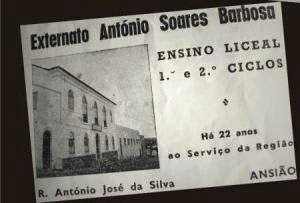 Externato António Soares Barbosa
ENSINO LICEAL
1.º e 2.º CICLOS
Há 22 anos
ao Serviço da Região
R. António José da Silva
ANSIÃO